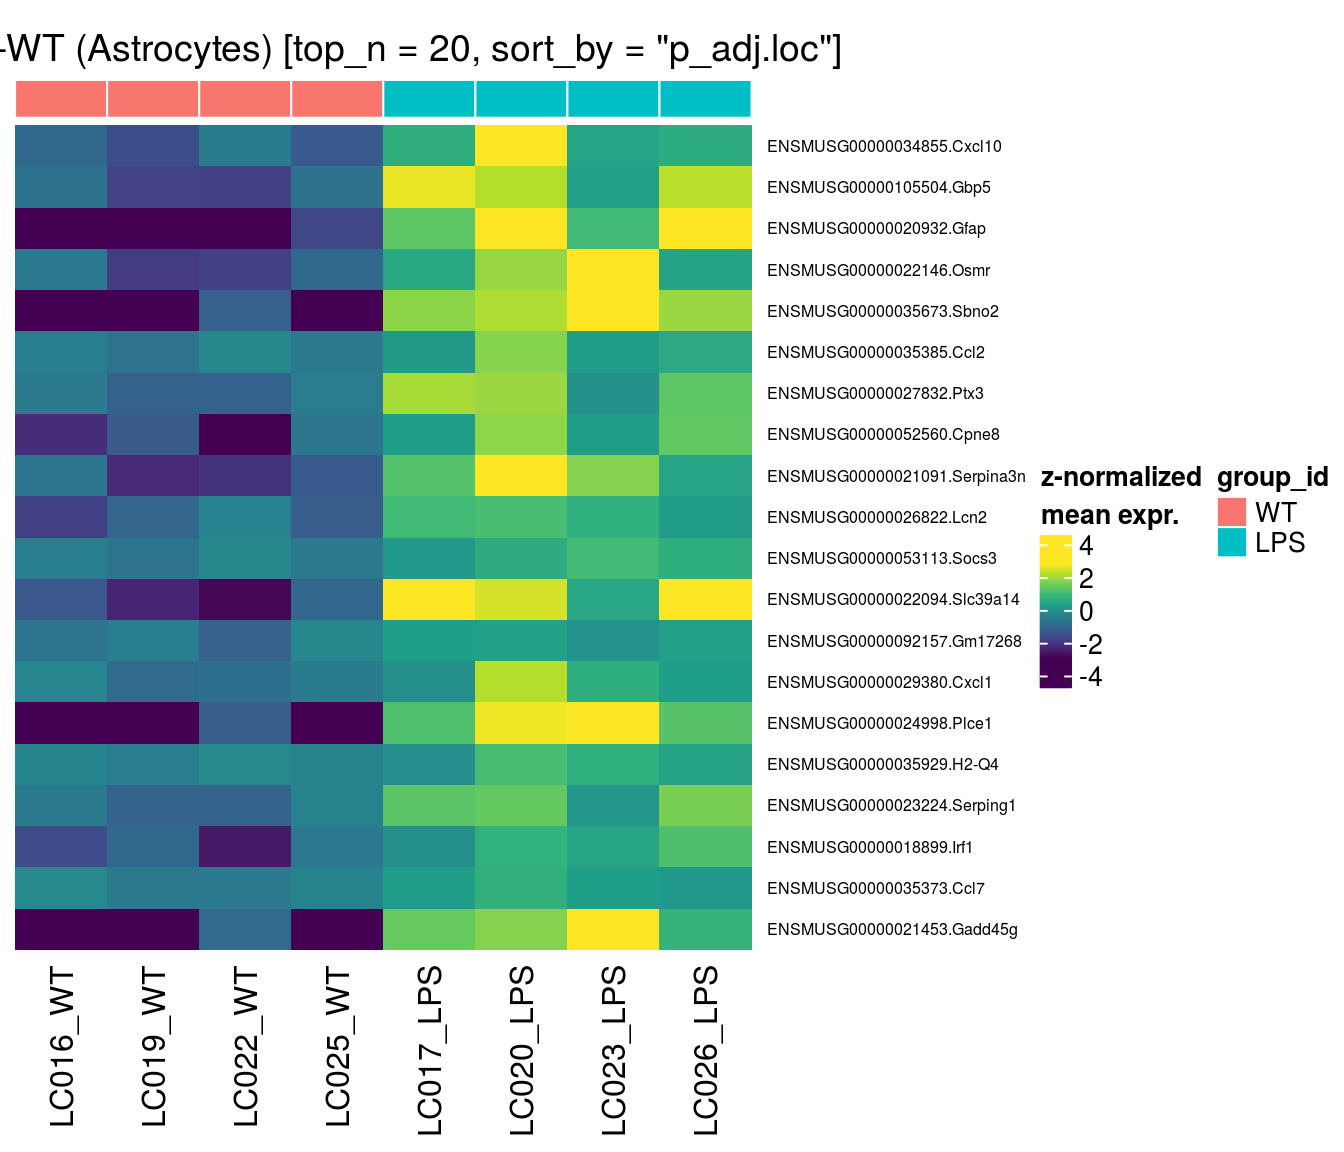 -WT (Astrocytes) [top_n = 20, sort_by = "p_adj.loc"]
ENSMUSG00000034855.Cxcl10
ENSMUSG00000105504.Gbp5
ENSMUSG00000020932.Gfap
ENSMUSG00000022146.Osmr
ENSMUSG00000035673.Sbno2
ENSMUSG00000035385.Ccl2
ENSMUSG00000027832.Ptx3
ENSMUSG00000052560.Cpne8
ENSMUSG00000021091.Serpina3n
ENSMUSG00000026822.Lcn2
ENSMUSG00000053113.Socs3
ENSMUSG00000022094.Slc39a14
ENSMUSG00000092157.Gm17268
ENSMUSG00000029380.Cxcl1
ENSMUSG00000024998.Plce1
ENSMUSG00000035929.H2-Q4
ENSMUSG00000023224.Serping1
ENSMUSG00000018899.Irf1
ENSMUSG00000035373.Ccl7
ENSMUSG00000021453.Gadd45g
z-normalized
mean expr.
4
2
0
-2
-4
group_id
WT
LPS
LC016_WT
LC019_WT
LC022_WT
LC025_WT
LC017_LPS
LC020_LPS
LC023_LPS
LC026_LPS